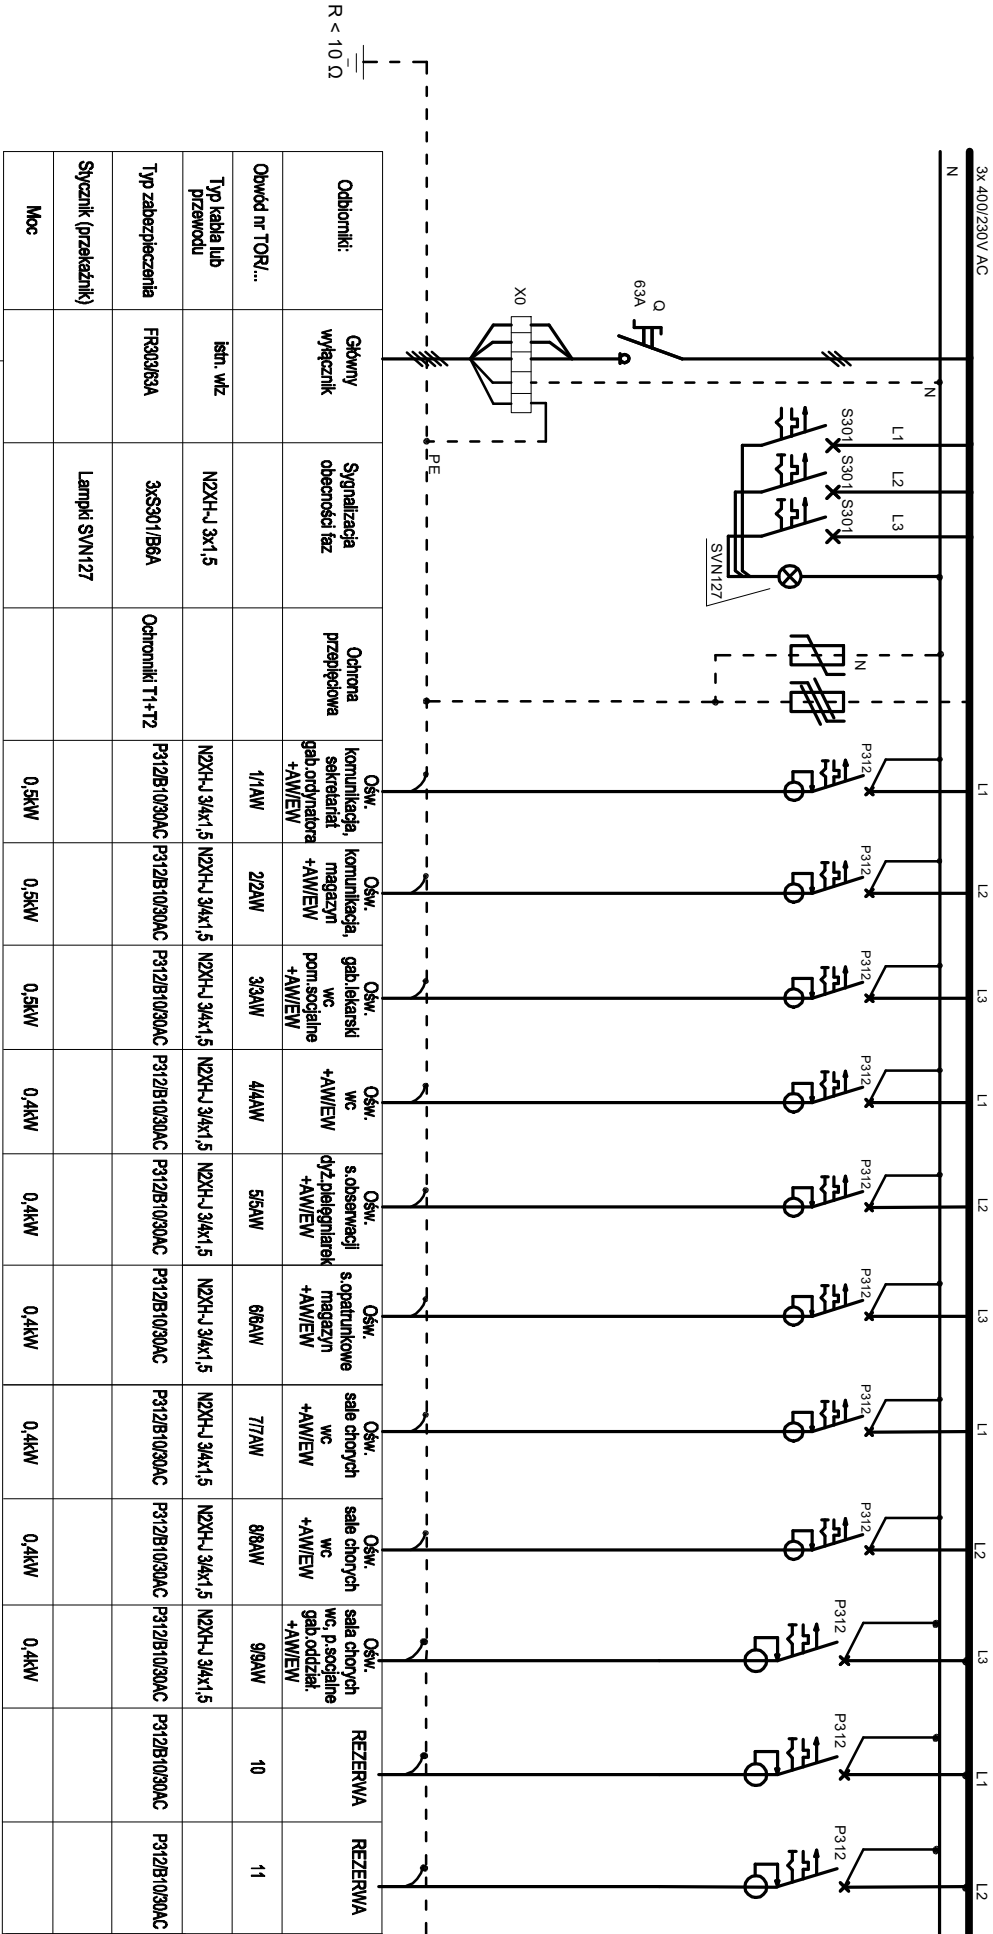 3x 400/230V AC
N
L1
L2
L3
L1
L2
L3
L1
L2
L3
L1
L2
N
L1
L2
L3
S301
S301
S301
SVN127
N
P312
P312
P312
P312
P312
P312
P312
P312
P312
P312
P312
Q
63A
X0
PE
R < 10 Ω
Odbiorniki:
Główny
wyłącznik
Sygnalizacja
obecności faz
Ochrona
przepięciowa
Ośw.
komunikacja,
sekretariat
gab.ordynatora
+AW/EW
Ośw.
komunikacja,
magazyn
+AW/EW
Ośw.
gab.lekarski
wc
pom.socjalne
+AW/EW
Ośw.
wc
+AW/EW
Ośw.
s.obserwacji
dyż.pielęgniarek
+AW/EW
Ośw.
s.opatrunkowe
magazyn
+AW/EW
Ośw.
sale chorych
wc
+AW/EW
Ośw.
sale chorych
wc
+AW/EW
Ośw.
sala chorych
wc, p.socjalne
gab.oddział.
+AW/EW
REZERWA
REZERWA
Obwód nr TOR/...
1/1AW
2/2AW
3/3AW
4/4AW
5/5AW
6/6AW
7/7AW
8/8AW
9/9AW
10
11
Typ kabla lub
przewodu
istn. wlz
N2XH-J 3x1,5
N2XH-J 3/4x1,5
N2XH-J 3/4x1,5
N2XH-J 3/4x1,5
N2XH-J 3/4x1,5
N2XH-J 3/4x1,5
N2XH-J 3/4x1,5
N2XH-J 3/4x1,5
N2XH-J 3/4x1,5
N2XH-J 3/4x1,5
Typ zabezpieczenia
FR303/63A
3xS301/B6A
Ochronniki T1+T2
P312/B10/30AC
P312/B10/30AC
P312/B10/30AC
P312/B10/30AC
P312/B10/30AC
P312/B10/30AC
P312/B10/30AC
P312/B10/30AC
P312/B10/30AC
P312/B10/30AC
P312/B10/30AC
Stycznik (przekaźnik)
Lampki SVN127
Moc
0,5kW
0,5kW
0,5kW
0,4kW
0,4kW
0,4kW
0,4kW
0,4kW
0,4kW